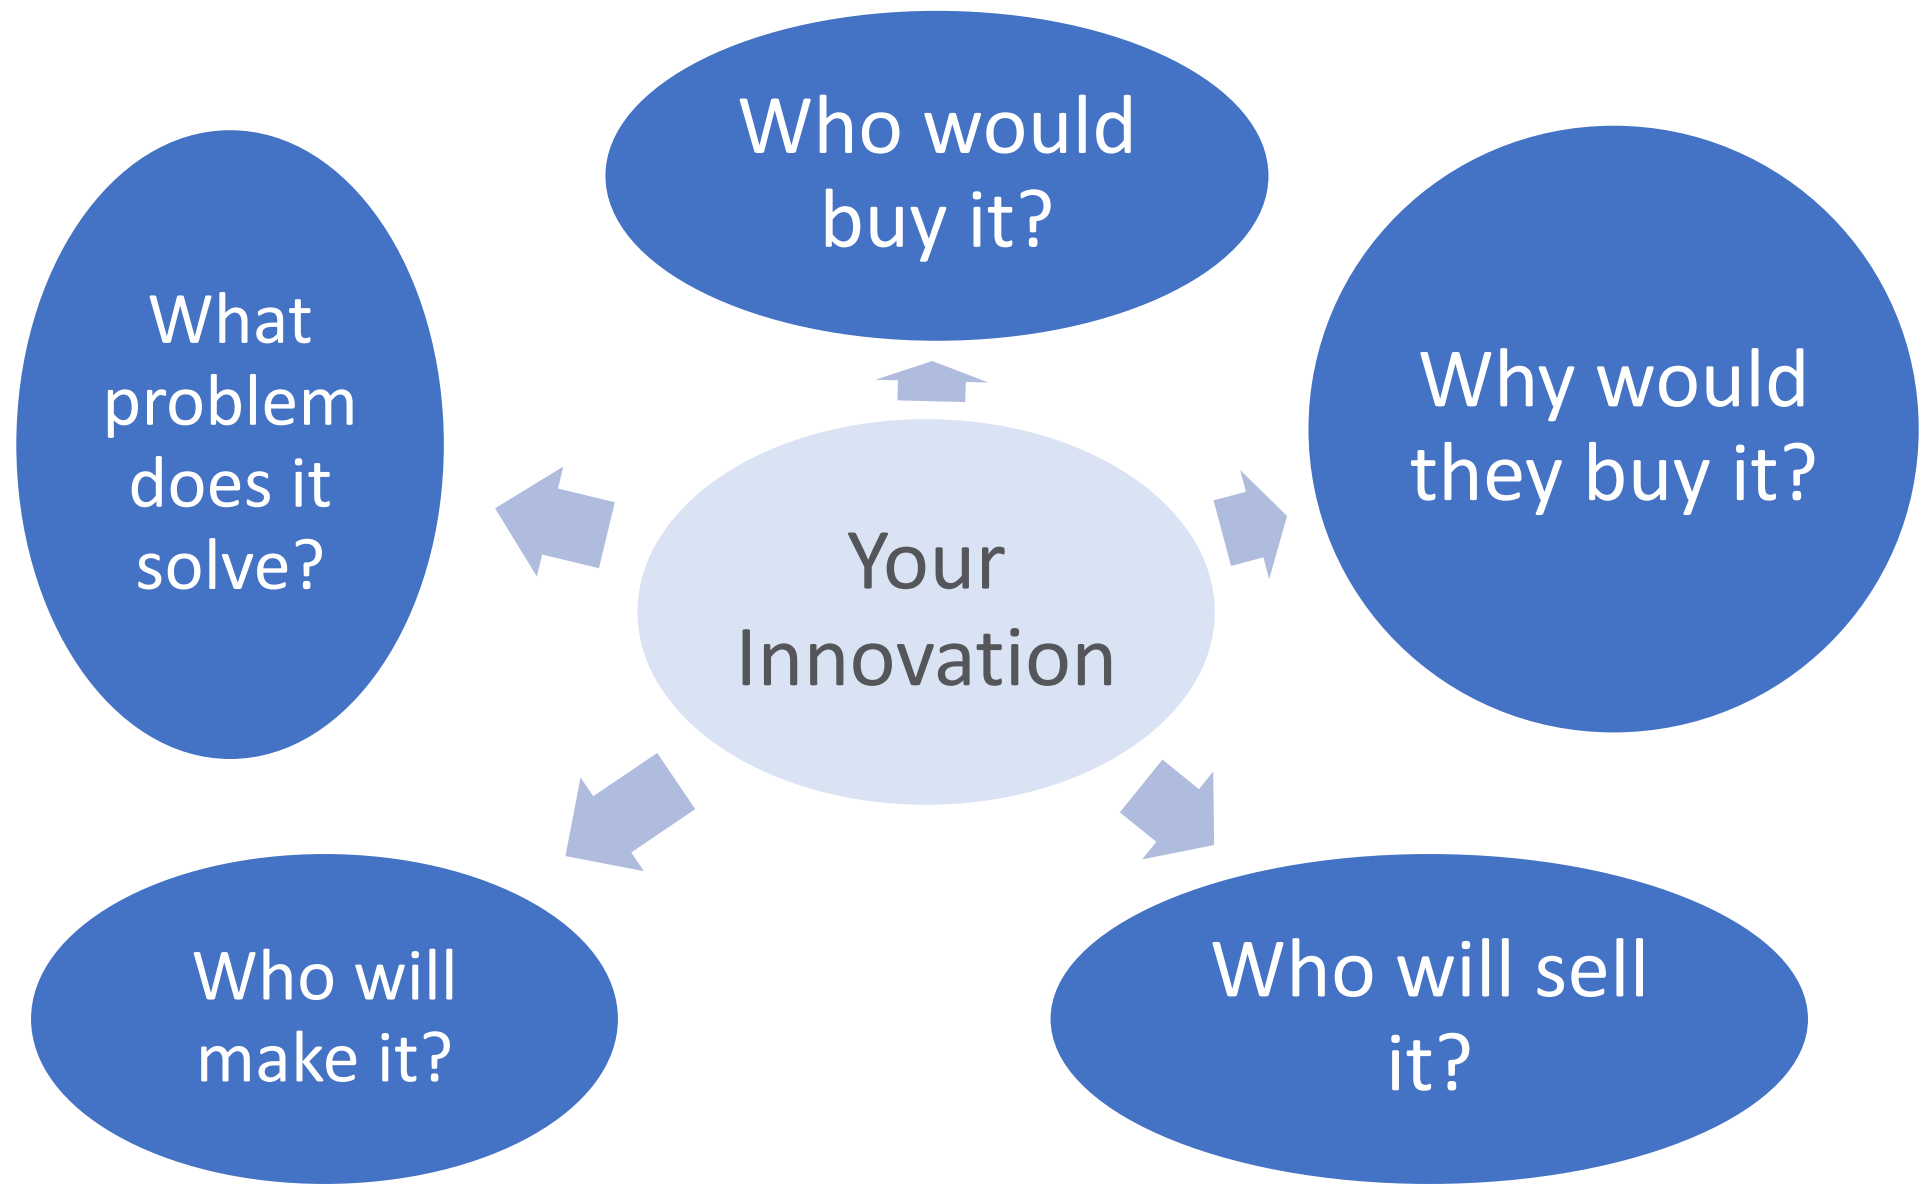 Who would
buy it?
What
problem
does it
solve?
Why would
they buy it?
Your
Innovation
Who will
make it?
Who will sell
it?